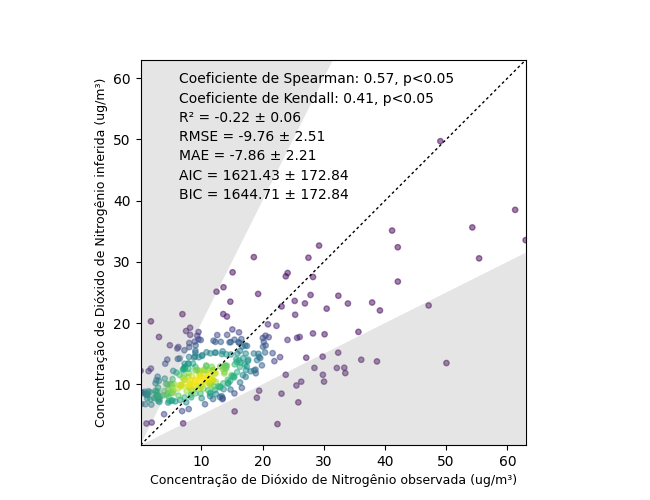 Coeficiente de Spearman: 0.57, p<0.05
Coeficiente de Kendall: 0.41, p<0.05
R² = -0.22 ± 0.06
RMSE = -9.76 ± 2.51
MAE = -7.86 ± 2.21
AIC = 1621.43 ± 172.84
BIC = 1644.71 ± 172.84
Concentração de Dióxido de Nitrogênio inferida (ug/m³)
60
50
40
30
20
10
10 20 30 40 50 60
Concentração de Dióxido de Nitrogênio observada (ug/m³)